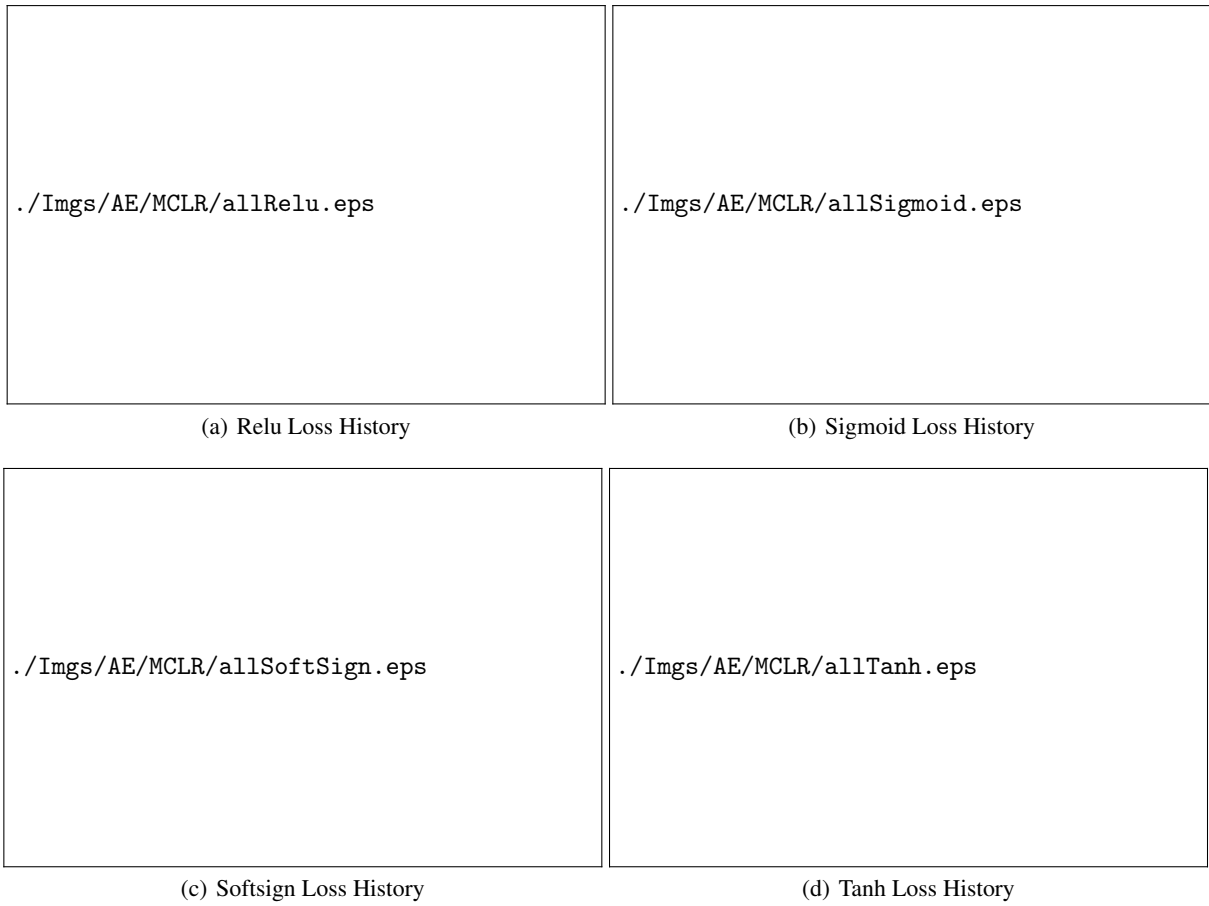 ./Imgs/AE/MCLR/allRelu.eps
./Imgs/AE/MCLR/allSigmoid.eps
(a) Relu Loss History
(b) Sigmoid Loss History
./Imgs/AE/MCLR/allSoftSign.eps
./Imgs/AE/MCLR/allTanh.eps
(c) Softsign Loss History
(d) Tanh Loss History